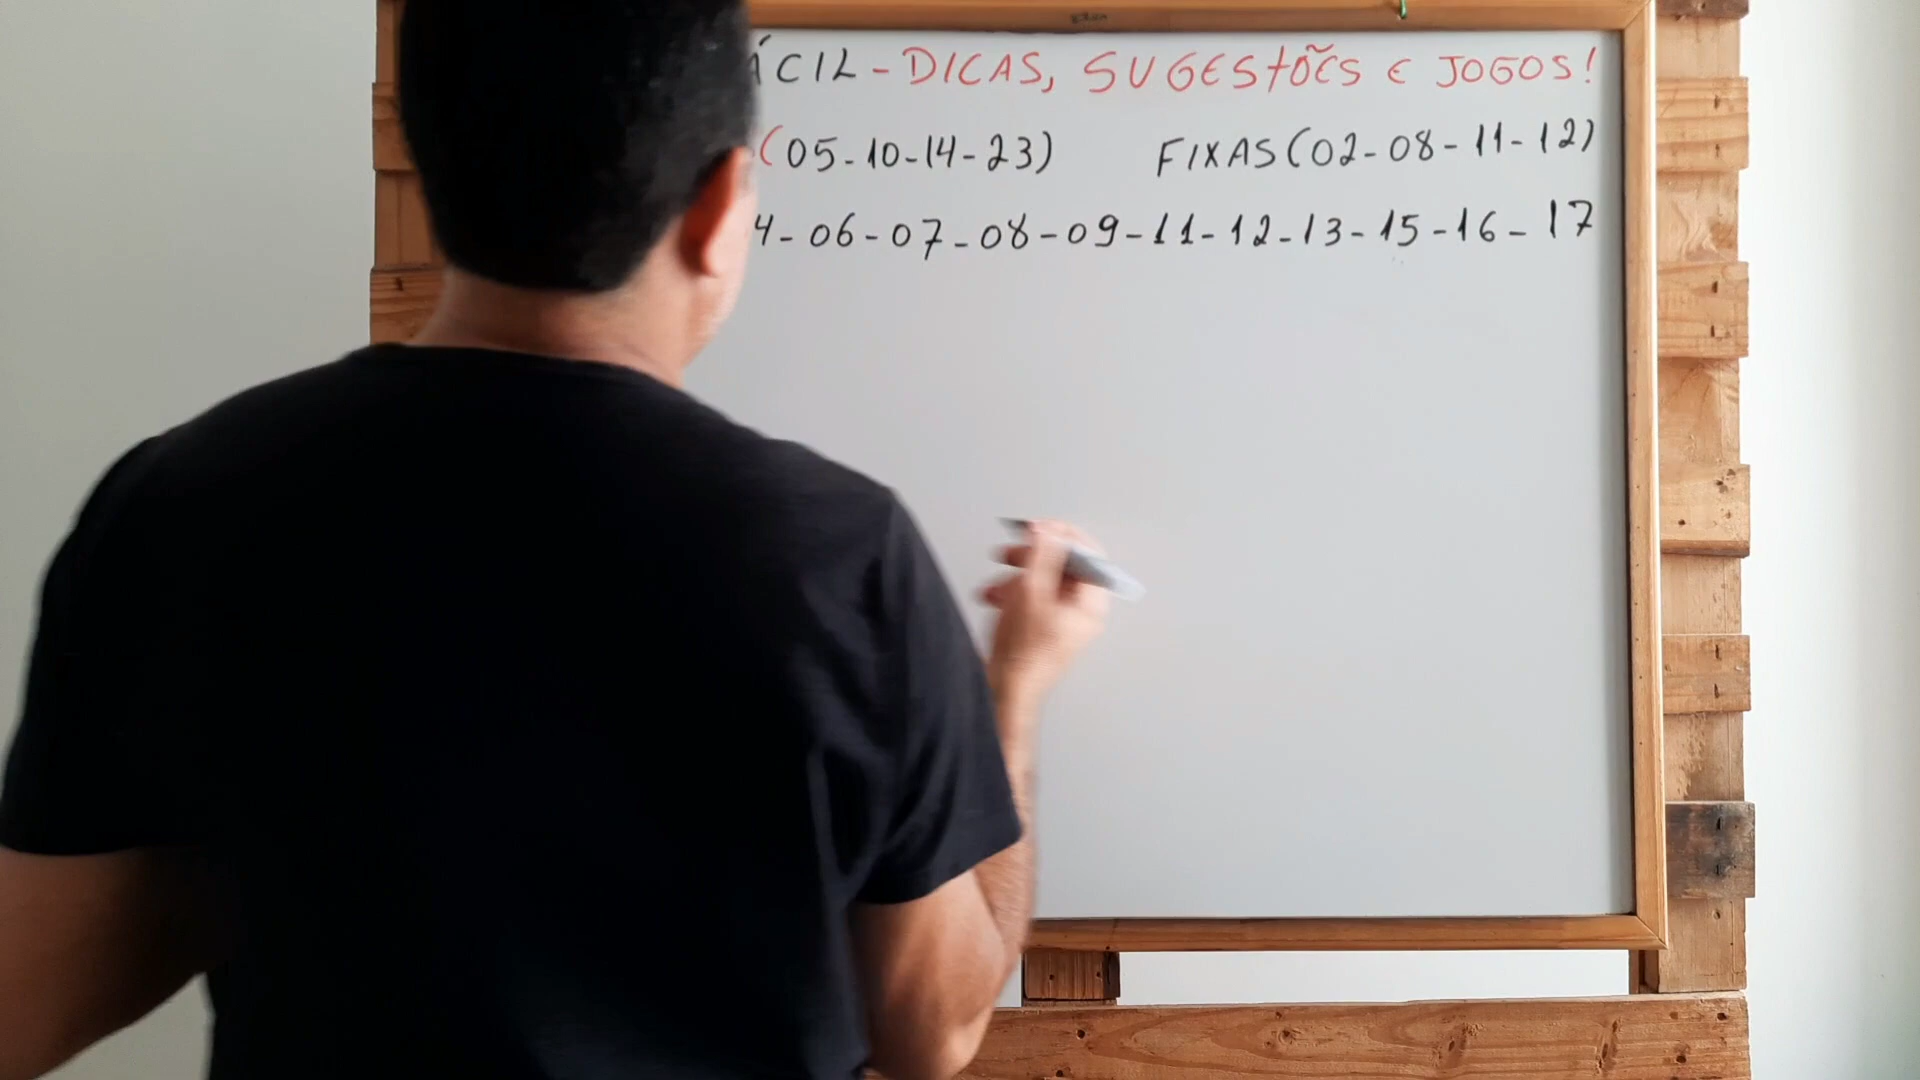 ÁCIL - DICAS, SUGESTÕES E JOGOS!
(05-10-14-23) FIXAS (02-08-11-12)
4-06-07-08-09-11-12-13-15-16-17